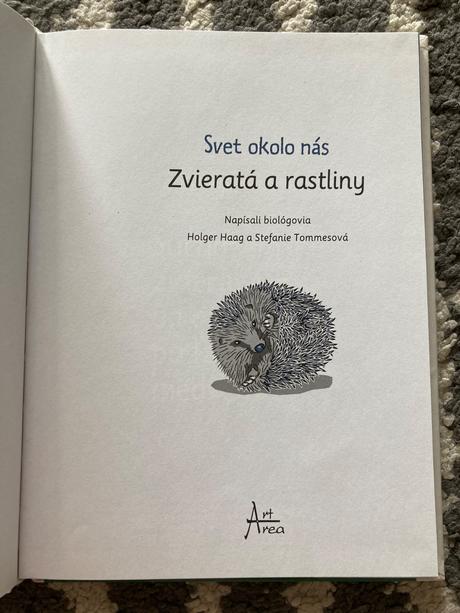 Svet okolo nás
Zvieratá a rastliny
Napísali biológovia
Holger Haag a Stefanie Tommesová
Art
Area